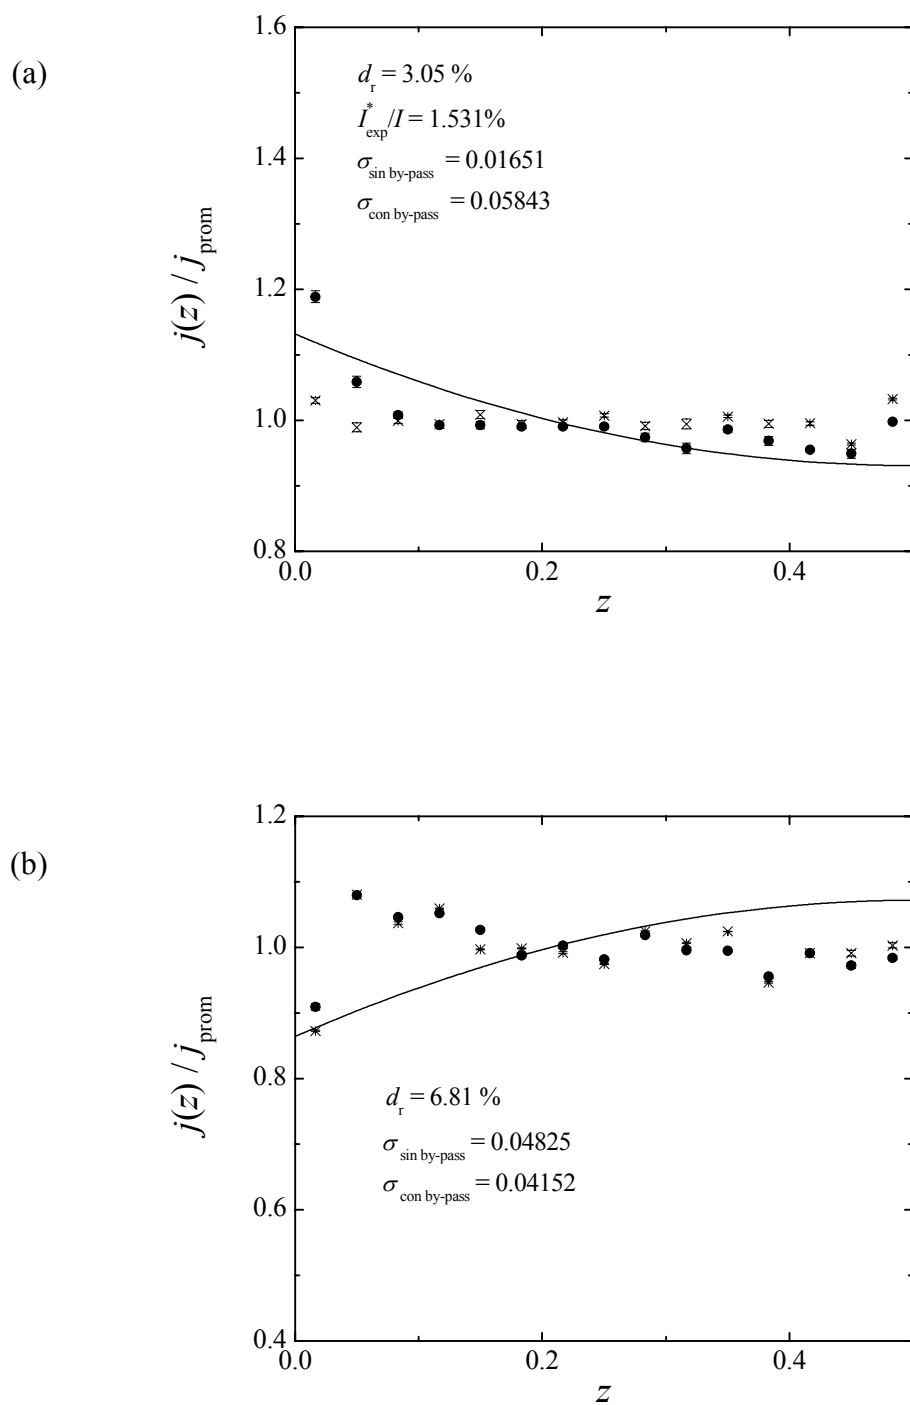 (a)
1.6
1.4
1.2
1.0
0.8
j(z) / j_prom
d_r = 3.05 %
I*_exp/I = 1.531%
σ_sin by-pass = 0.01651
σ_con by-pass = 0.05843
0.0 0.2 0.4
z
(b)
1.2
1.0
0.8
0.6
0.4
j(z) / j_prom
d_r = 6.81 %
σ_sin by-pass = 0.04825
σ_con by-pass = 0.04152
0.0 0.2 0.4
z